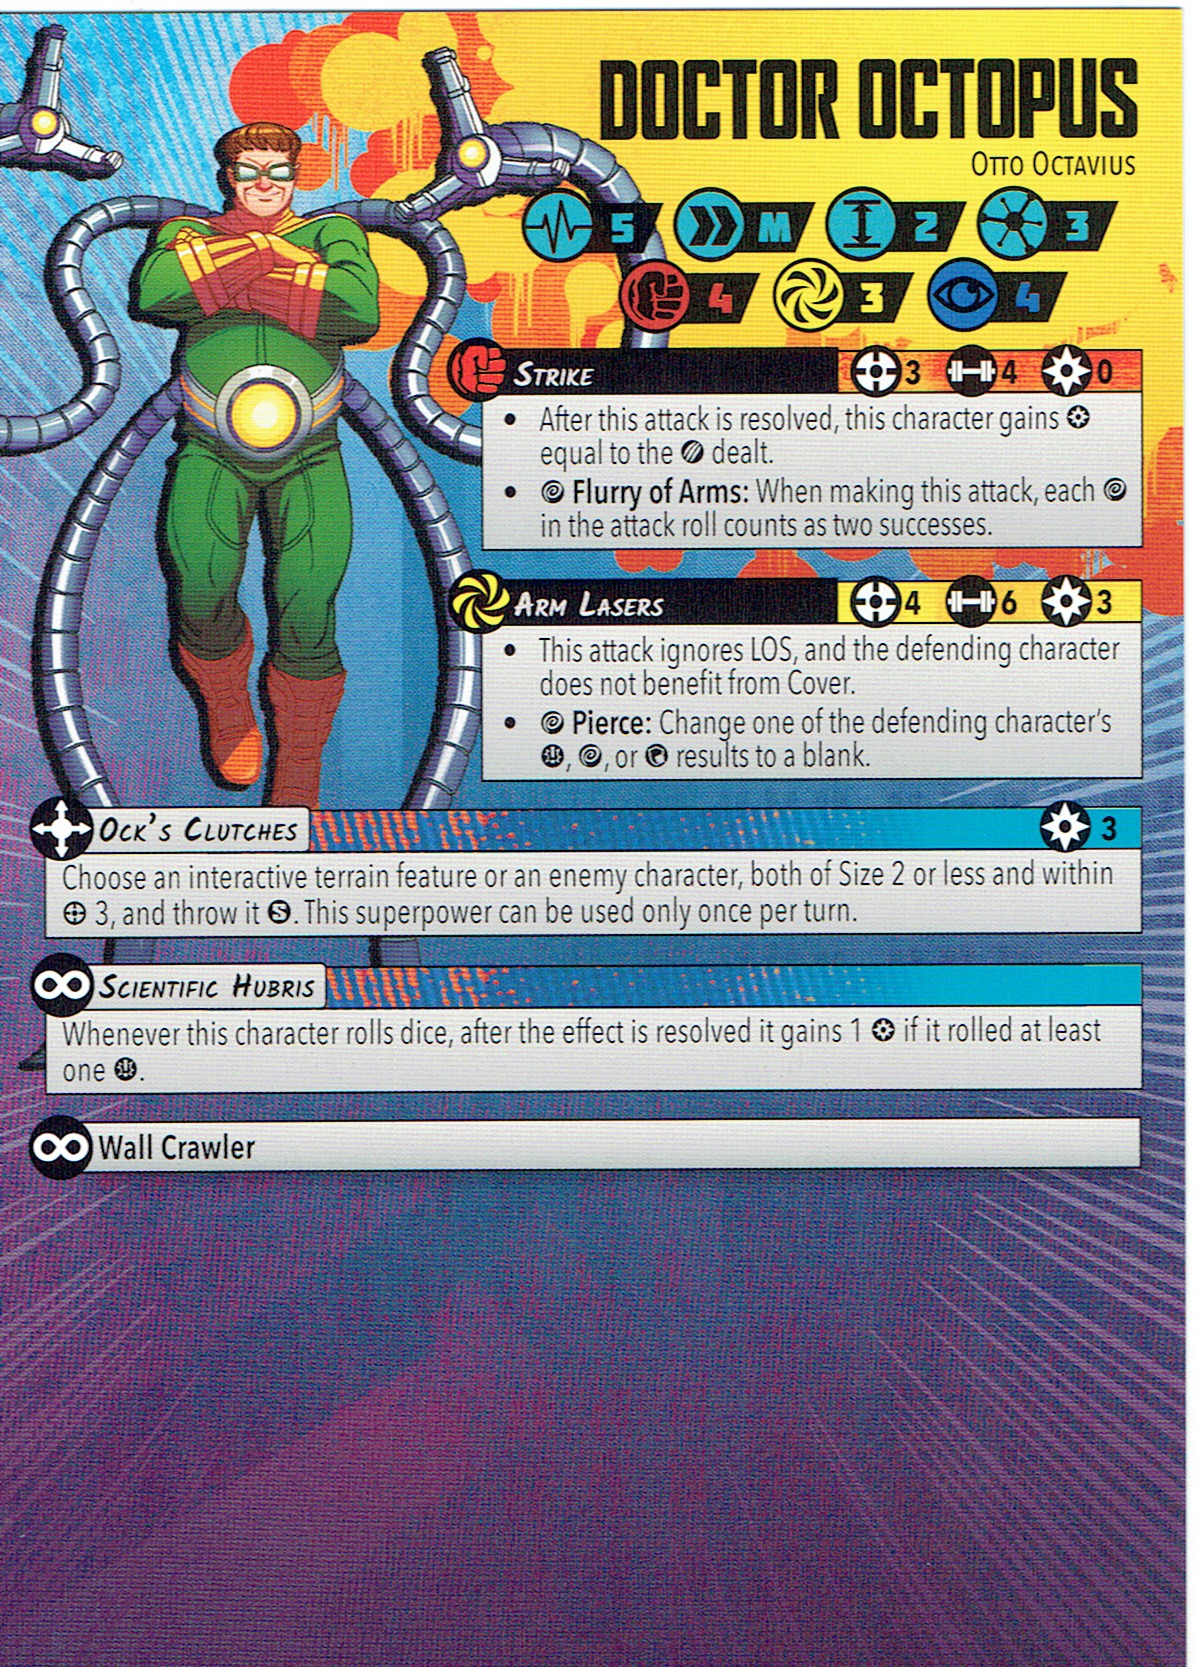 DOCTOR OCTOPUS
OTTO OCTAVIUS
5 M 2 3
4 3 4
STRIKE 3 4 0
• After this attack is resolved, this character gains
equal to the dealt.
• Flurry of Arms: When making this attack, each
in the attack roll counts as two successes.
ARM LASERS 4 6 3
• This attack ignores LOS, and the defending character
does not benefit from Cover.
• Pierce: Change one of the defending character's
, , or results to a blank.
OCK'S CLUTCHES 3
Choose an interactive terrain feature or an enemy character, both of Size 2 or less and within
3, and throw it S. This superpower can be used only once per turn.
SCIENTIFIC HUBRIS
Whenever this character rolls dice, after the effect is resolved it gains 1 if it rolled at least
one .
Wall Crawler